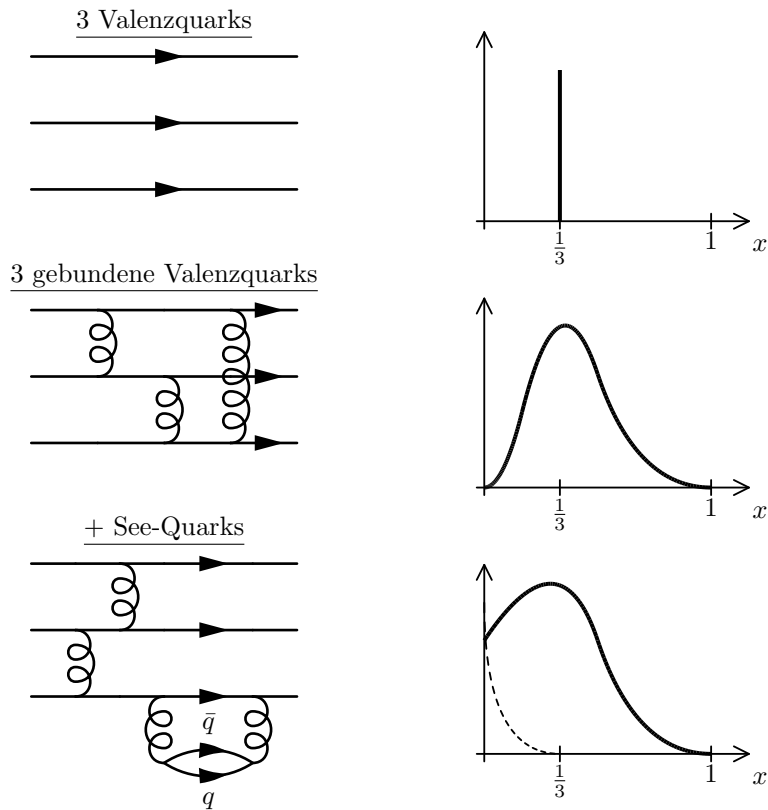 3 Valenzquarks
1/3 1 x
3 gebundene Valenzquarks
1/3 1 x
+ See-Quarks
q̄
q
1/3 1 x